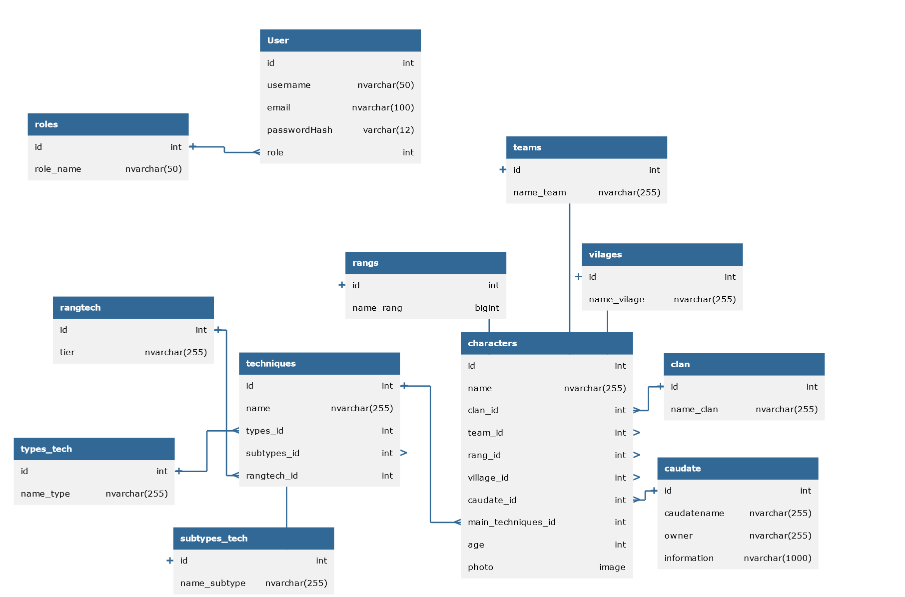 User
id int
username nvarchar(50)
email nvarchar(100)
passwordHash varchar(12)
role int
roles
id int
role_name nvarchar(50)
teams
id int
name_team nvarchar(255)
vilages
id int
name_vilage nvarchar(255)
rangs
id int
name_rang bigint
rangtech
id int
tier nvarchar(255)
characters
id int
name nvarchar(255)
clan_id int
team_id int
rang_id int
village_id int
caudate_id int
main_techniques_id int
age int
photo image
techniques
id int
name nvarchar(255)
types_id int
subtypes_id int
rangtech_id int
clan
id int
name_clan nvarchar(255)
types_tech
id int
name_type nvarchar(255)
caudate
id int
caudatename nvarchar(255)
owner nvarchar(255)
information nvarchar(1000)
subtypes_tech
id int
name_subtype nvarchar(255)